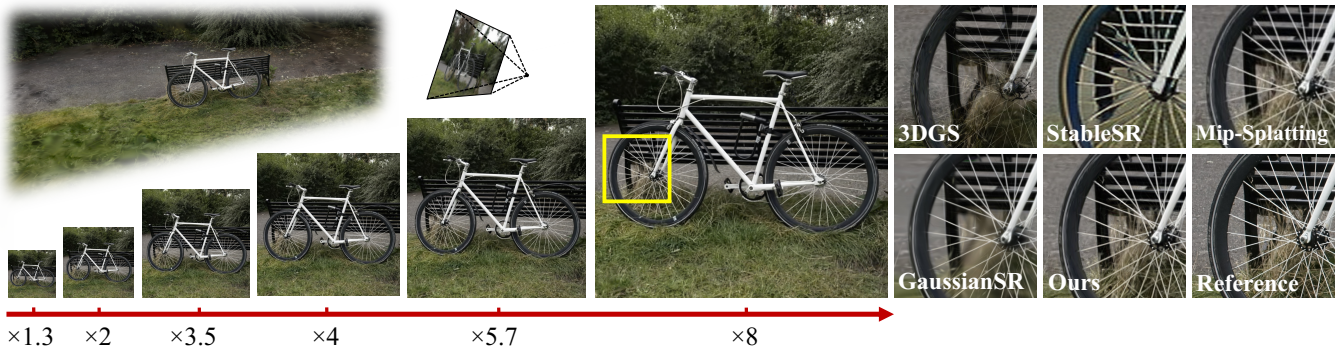 3DGS
StableSR
Mip-Splatting
GaussianSR
Ours
Reference
×1.3
×2
×3.5
×4
×5.7
×8